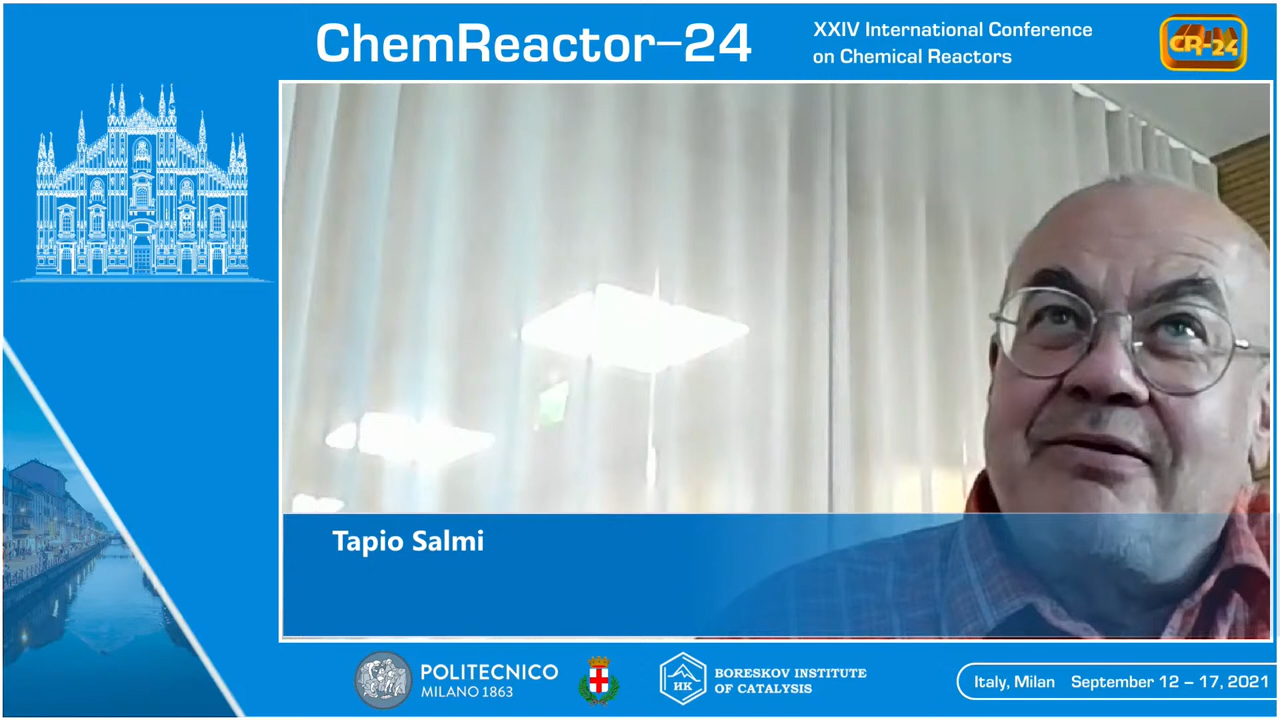 ChemReactor–24
XXIV International Conference
on Chemical Reactors
CR-24
Tapio Salmi
POLITECNICO
MILANO 1863
НК
BORESKOV INSTITUTE
OF CATALYSIS
Italy, Milan September 12 – 17, 2021